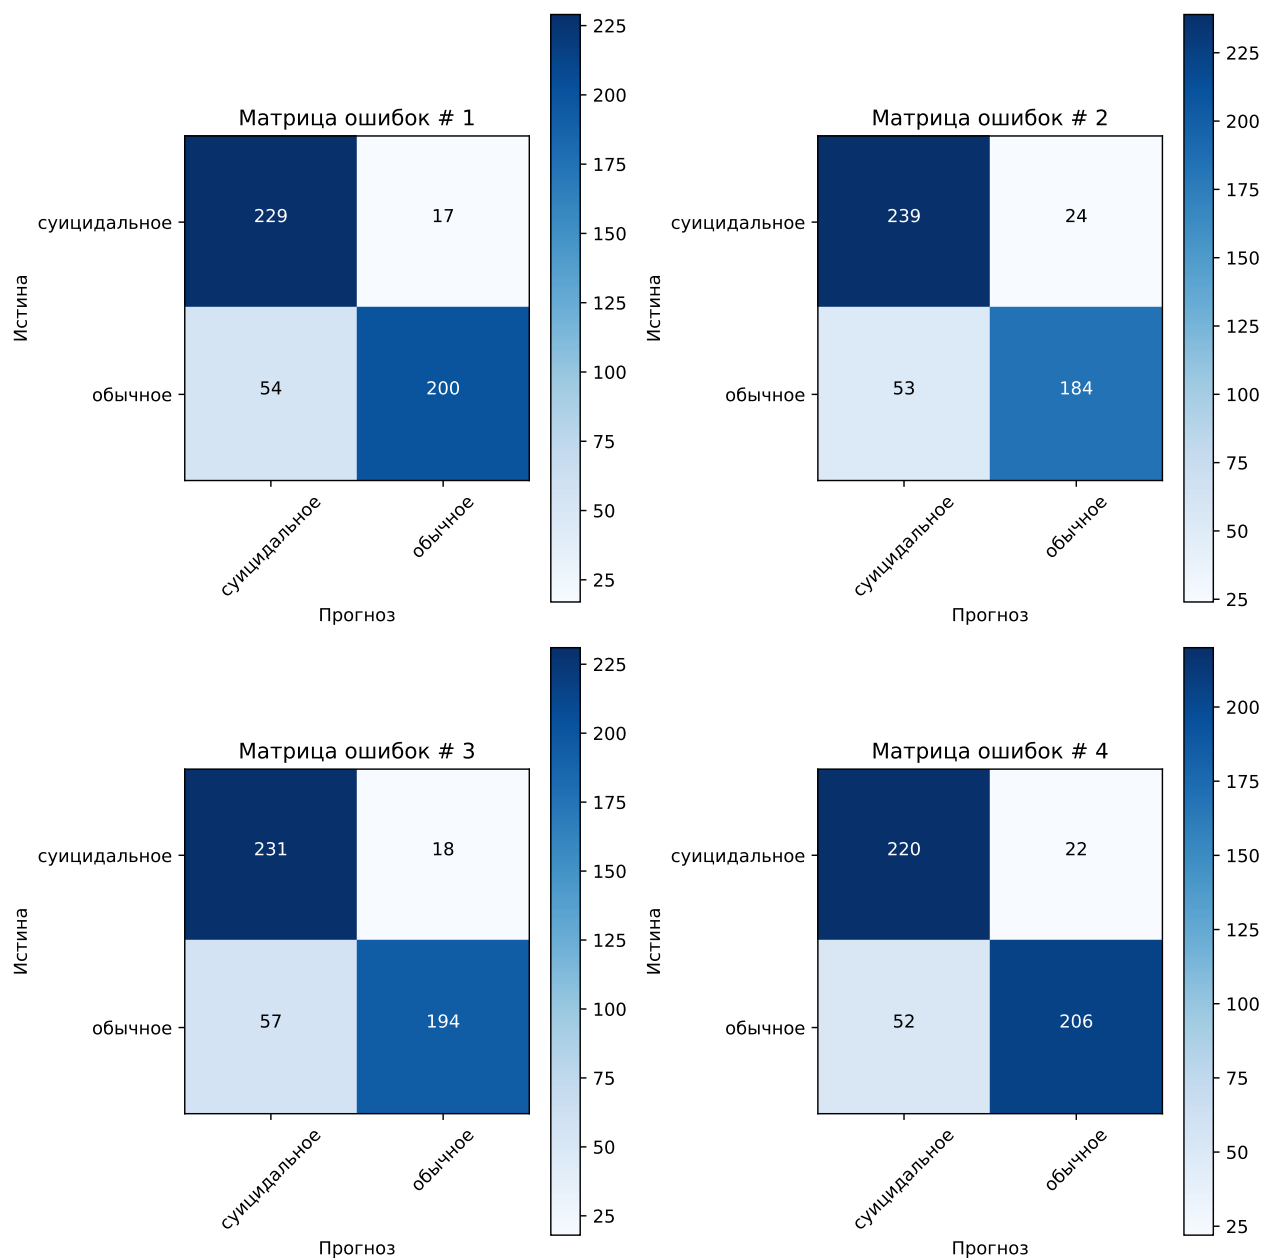 Матрица ошибок # 1
суицидальное
обычное
Истина
229 17
54 200
суицидальное
обычное
Прогноз
225
200
175
150
125
100
75
50
25
Матрица ошибок # 2
суицидальное
обычное
Истина
239 24
53 184
суицидальное
обычное
Прогноз
225
200
175
150
125
100
75
50
25
Матрица ошибок # 3
суицидальное
обычное
Истина
231 18
57 194
суицидальное
обычное
Прогноз
225
200
175
150
125
100
75
50
25
Матрица ошибок # 4
суицидальное
обычное
Истина
220 22
52 206
суицидальное
обычное
Прогноз
200
175
150
125
100
75
50
25